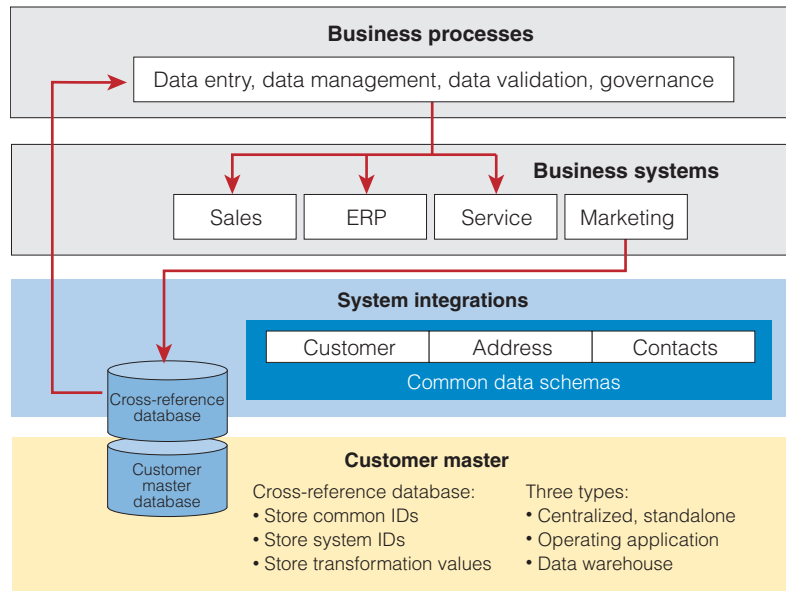 Business processes
Data entry, data management, data validation, governance
Business systems
Sales
ERP
Service
Marketing
System integrations
Customer
Address
Contacts
Common data schemas
Cross-reference
database
Customer
master
database
Customer master
Cross-reference database:
• Store common IDs
• Store system IDs
• Store transformation values
Three types:
• Centralized, standalone
• Operating application
• Data warehouse